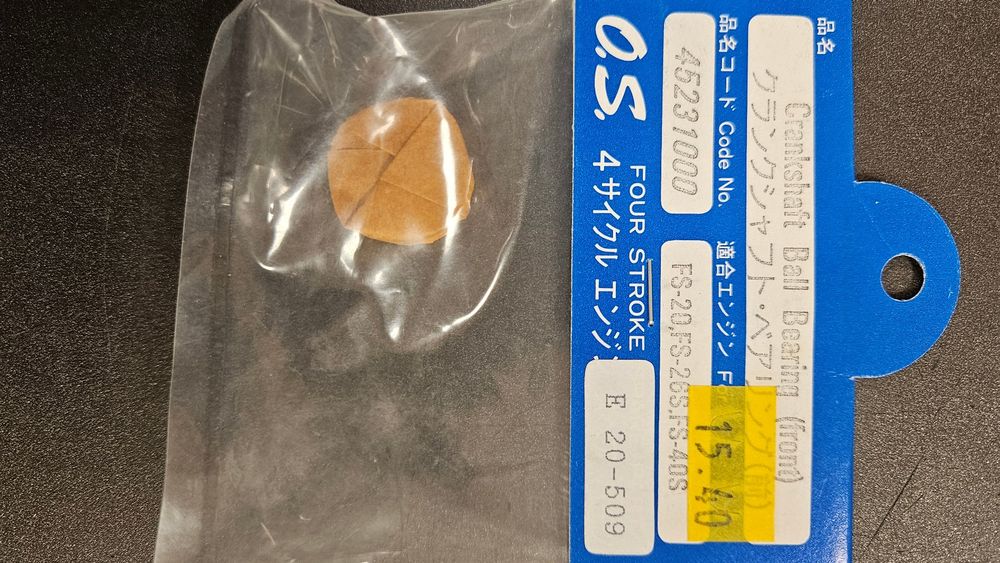 品名
Crankshaft Ball Bearing (front)
クランクシャフト・ベアリング(前)
品名コード Code No.
45231000
適合エンジン
FS-20,FS-26S,FS-40S
15.40
O.S.
FOUR STROKE
4サイクル エンジン
E 20-509